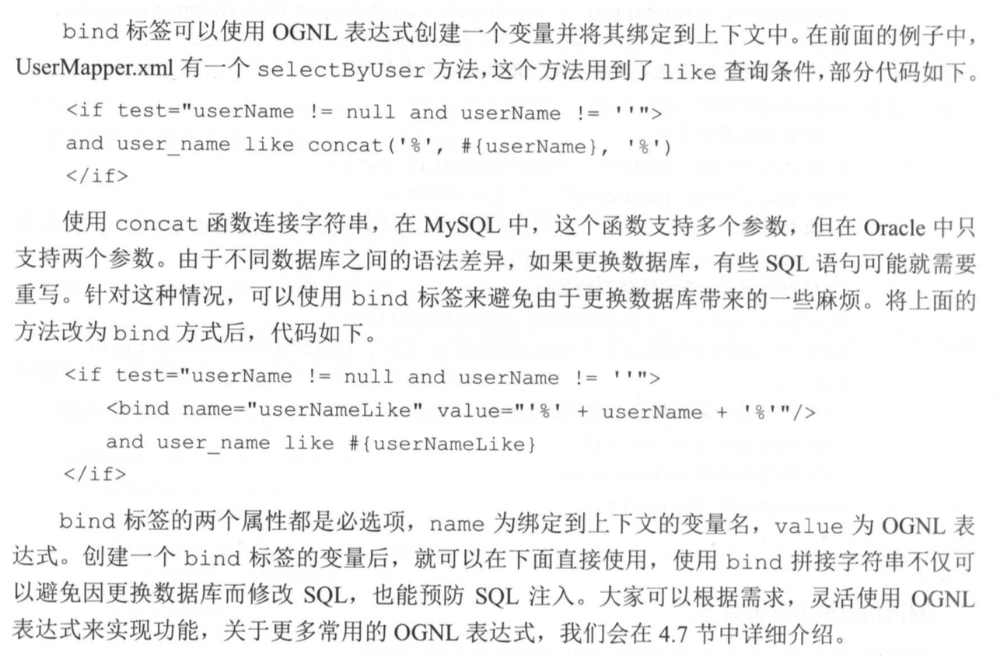 bind 标签可以使用 OGNL 表达式创建一个变量并将其绑定到上下文中。在前面的例子中，
UserMapper.xml 有一个 selectByUser 方法，这个方法用到了 like 查询条件，部分代码如下。
<if test="userName != null and userName != ''">
and user_name like concat('%', #{userName}, '%')
</if>
使用 concat 函数连接字符串，在 MySQL 中，这个函数支持多个参数，但在 Oracle 中只
支持两个参数。由于不同数据库之间的语法差异，如果更换数据库，有些 SQL 语句可能就需要
重写。针对这种情况，可以使用 bind 标签来避免由于更换数据库带来的一些麻烦。将上面的
方法改为 bind 方式后，代码如下。
<if test="userName != null and userName != ''">
<bind name="userNameLike" value="'%' + userName + '%'"/>
and user_name like #{userNameLike}
</if>
bind 标签的两个属性都是必选项，name 为绑定到上下文的变量名，value 为 OGNL 表
达式。创建一个 bind 标签的变量后，就可以在下面直接使用，使用 bind 拼接字符串不仅可
以避免因更换数据库而修改 SQL，也能预防 SQL 注入。大家可以根据需求，灵活使用 OGNL
表达式来实现功能，关于更多常用的 OGNL 表达式，我们会在 4.7 节中详细介绍。